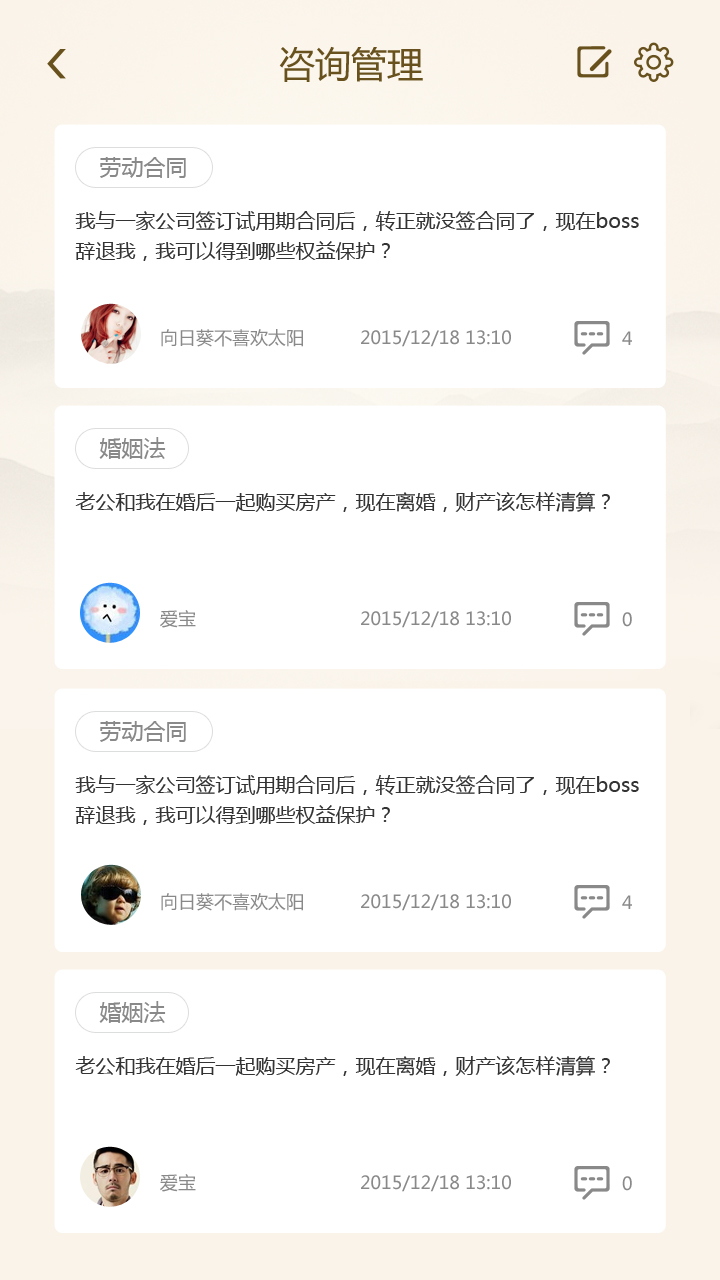 咨询管理
劳动合同
我与一家公司签订试用期合同后，转正就没签合同了，现在boss
辞退我，我可以得到哪些权益保护？
向日葵不喜欢太阳 2015/12/18 13:10 4
婚姻法
老公和我在婚后一起购买房产，现在离婚，财产该怎样清算？
爱宝 2015/12/18 13:10 0
劳动合同
我与一家公司签订试用期合同后，转正就没签合同了，现在boss
辞退我，我可以得到哪些权益保护？
向日葵不喜欢太阳 2015/12/18 13:10 4
婚姻法
老公和我在婚后一起购买房产，现在离婚，财产该怎样清算？
爱宝 2015/12/18 13:10 0